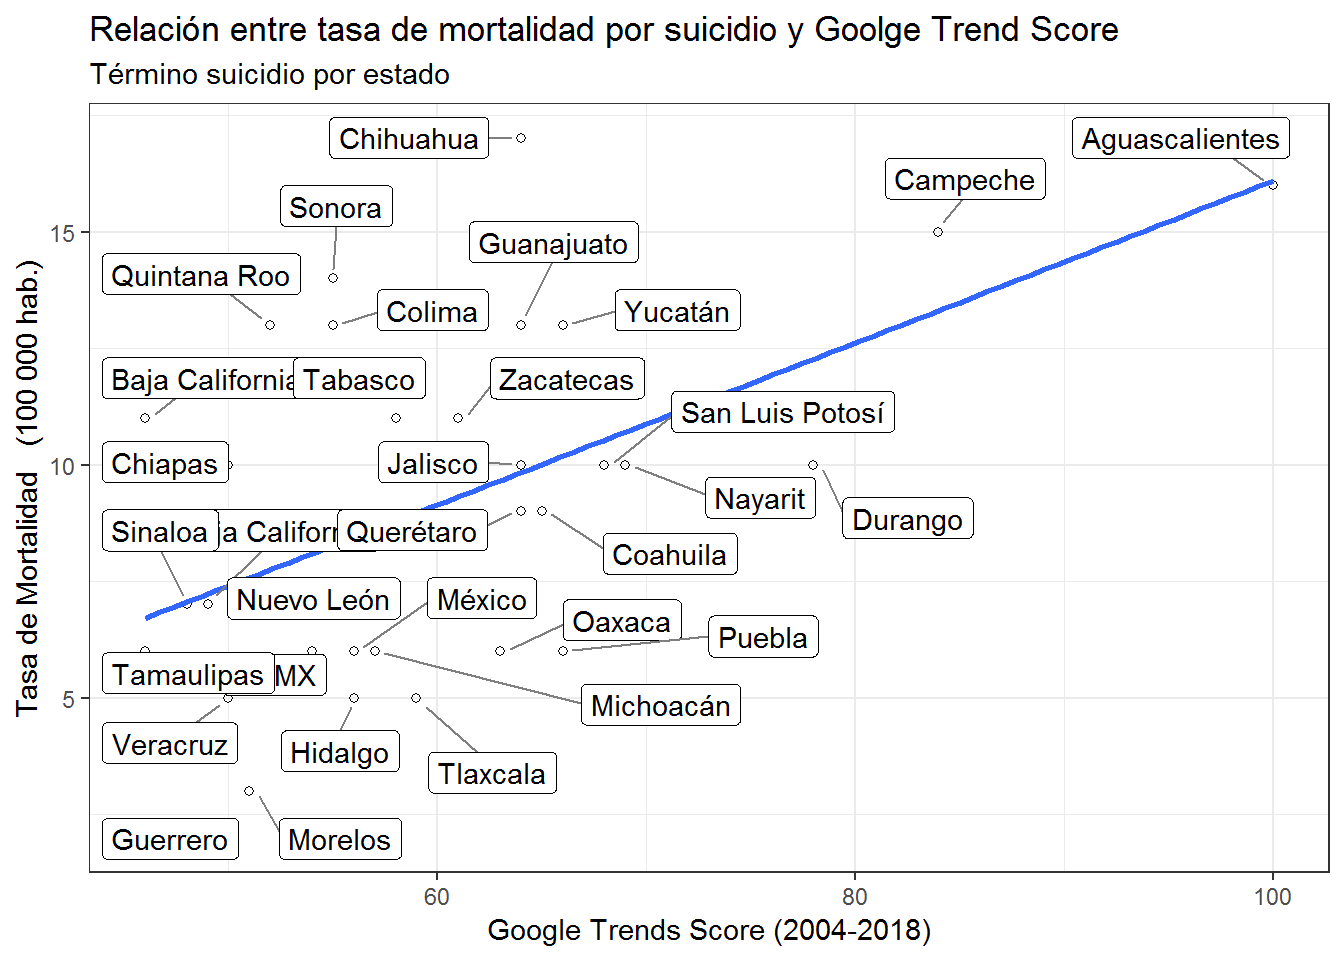 Relación entre tasa de mortalidad por suicidio y Goolge Trend Score
Término suicidio por estado
Chihuahua
Aguascalientes
Campeche
Sonora
Guanajuato
15
Quintana Roo
Colima
Yucatán
Baja California
Tabasco
Zacatecas
San Luis Potosí
Chiapas
Jalisco
10
Nayarit
Durango
Sinaloa
ja Califor
Querétaro
Coahuila
Nuevo León
México
Oaxaca
Puebla
Tamaulipas
MX
Michoacán
5
Veracruz
Hidalgo
Tlaxcala
Guerrero
Morelos
60
80
100
Google Trends Score (2004-2018)
Tasa de Mortalidad (100 000 hab.)